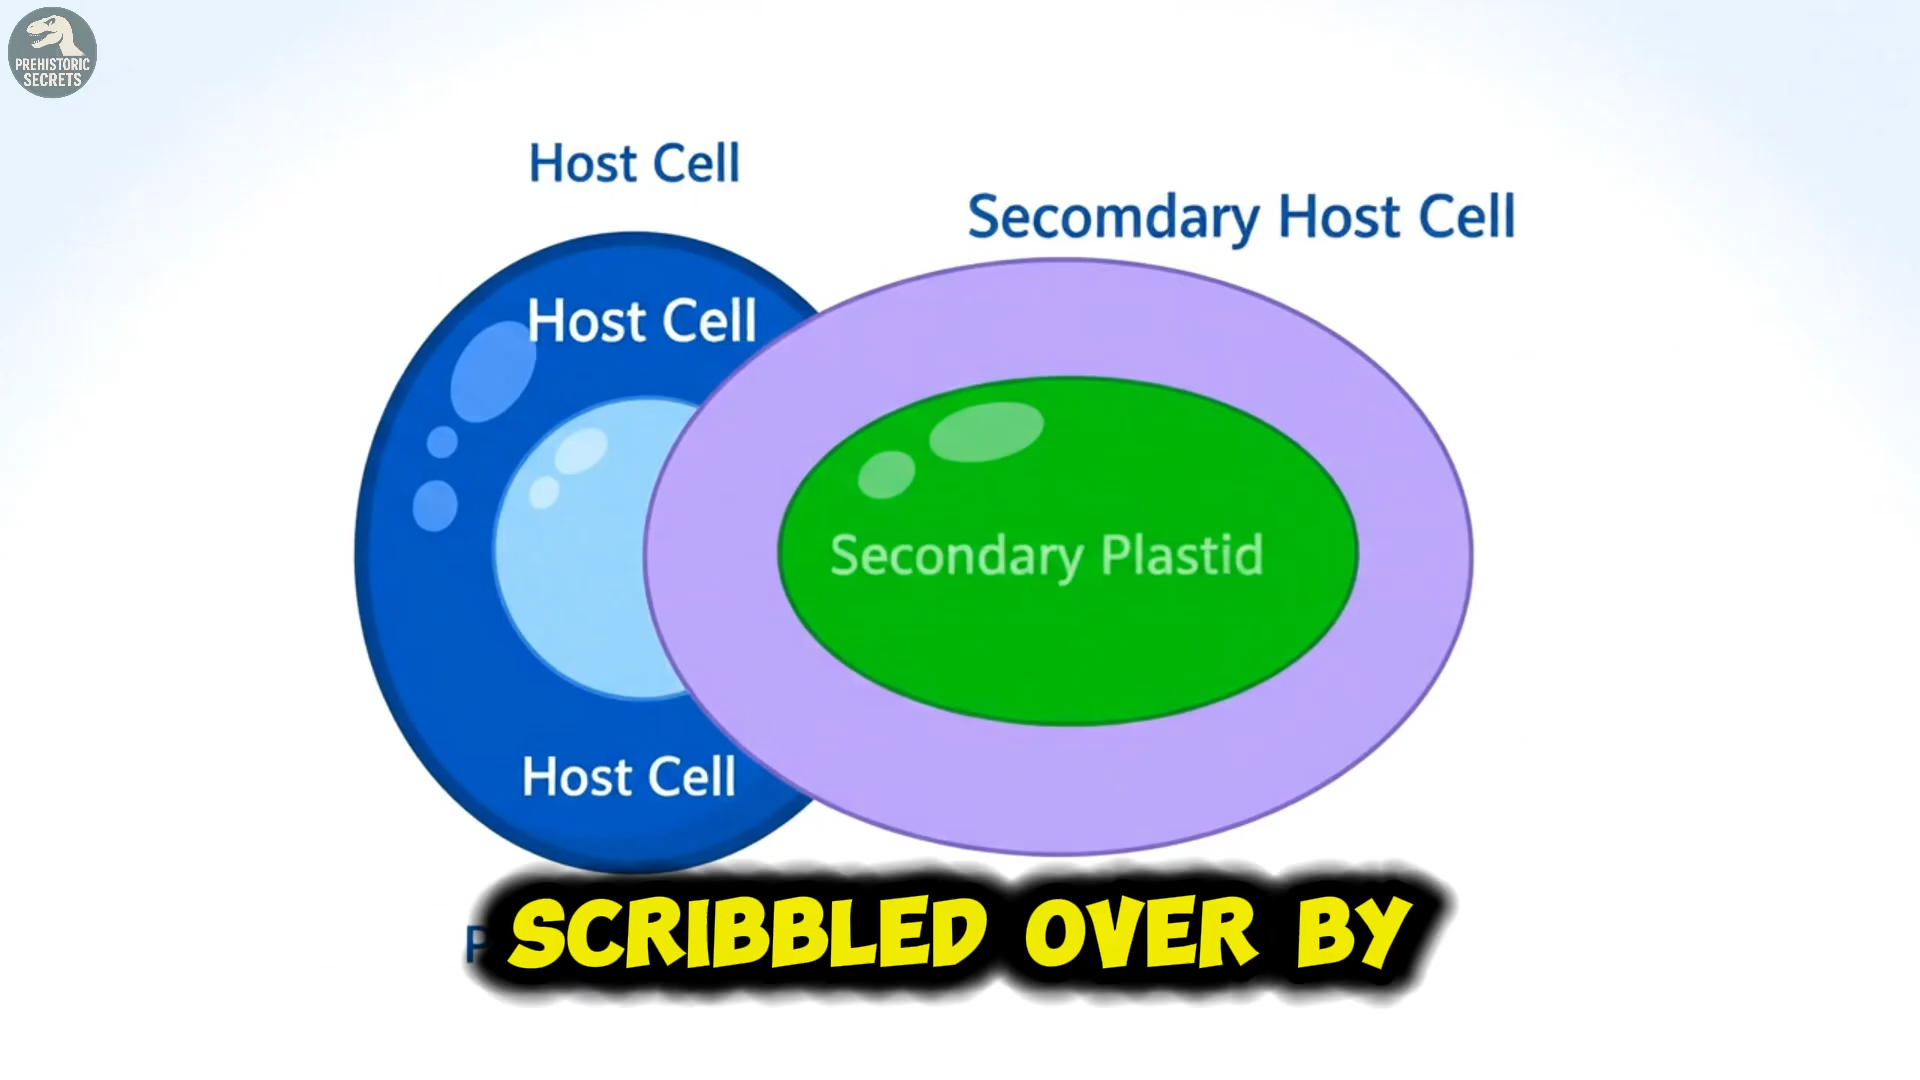 PREHISTORIC
SECRETS
Host Cell
Secomdary Host Cell
Host Cell
Secondary Plastid
Host Cell
SCRIBBLED OVER BY